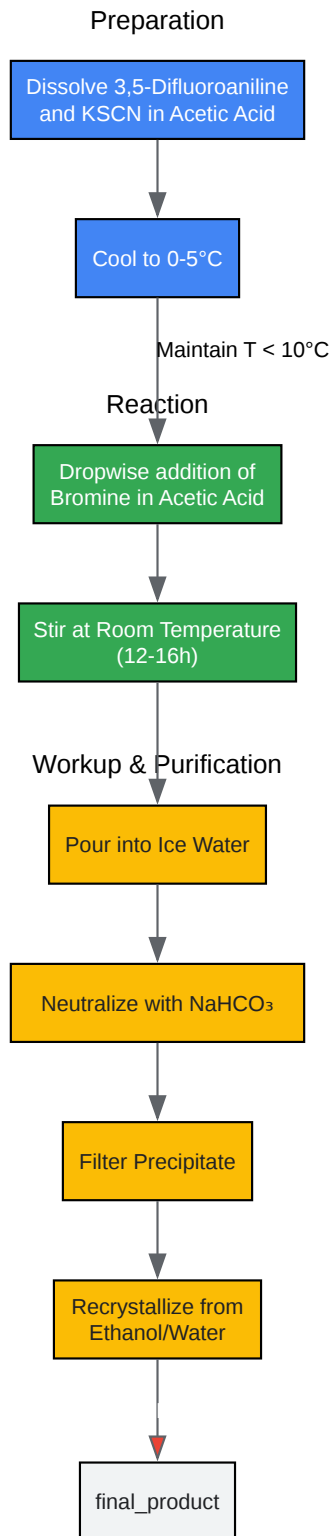 Preparation
Dissolve 3,5-Difluoroaniline
and KSCN in Acetic Acid
Cool to 0-5°C
Maintain T < 10°C
Reaction
Dropwise addition of
Bromine in Acetic Acid
Stir at Room Temperature
(12-16h)
Workup & Purification
Pour into Ice Water
Neutralize with NaHCO₃
Filter Precipitate
Recrystallize from
Ethanol/Water
final_product